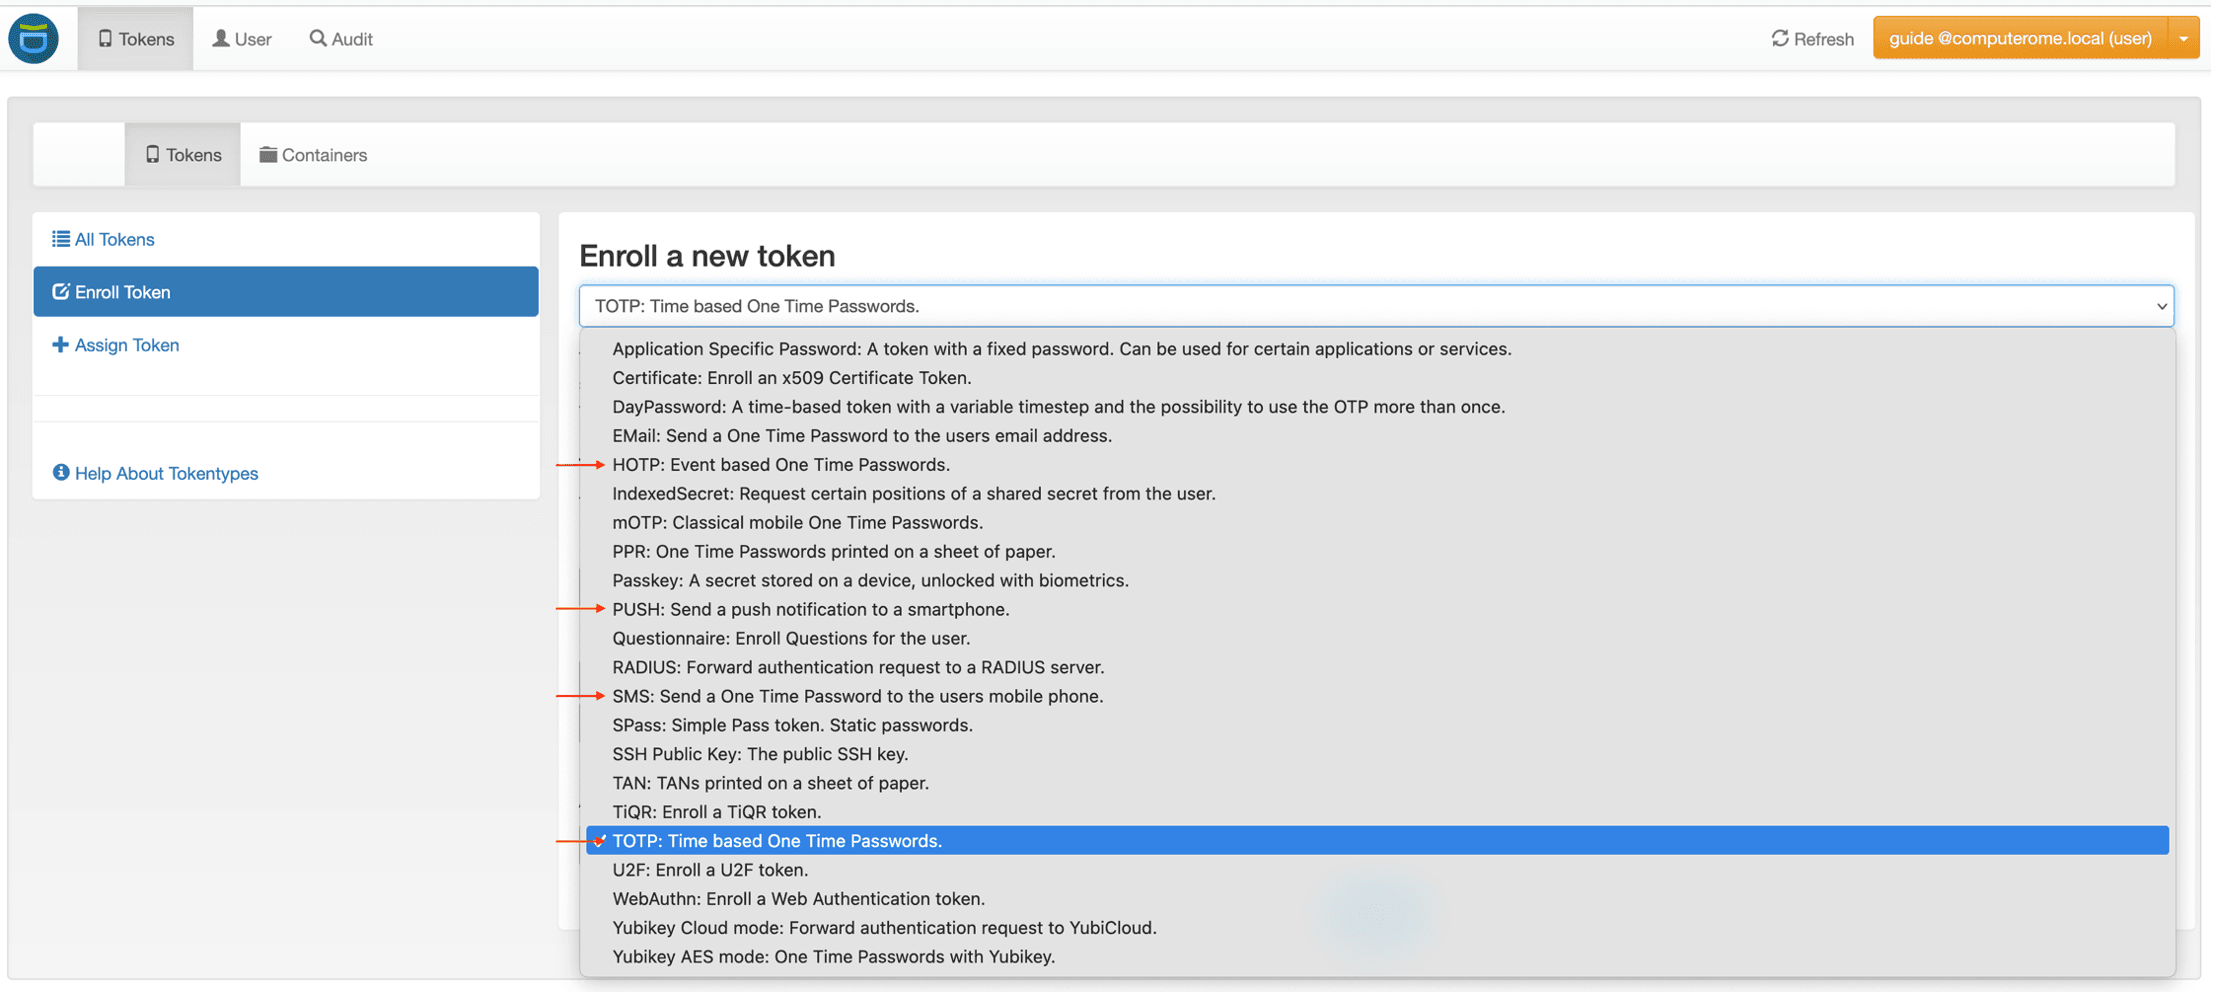 Tokens
User
Audit
Refresh
guide @computerome.local (user)
Tokens
Containers
All Tokens
Enroll Token
Assign Token
Help About Tokentypes
Enroll a new token
TOTP: Time based One Time Passwords.
Application Specific Password: A token with a fixed password. Can be used for certain applications or services.
Certificate: Enroll an x509 Certificate Token.
DayPassword: A time-based token with a variable timestep and the possibility to use the OTP more than once.
EMail: Send a One Time Password to the users email address.
HOTP: Event based One Time Passwords.
IndexedSecret: Request certain positions of a shared secret from the user.
mOTP: Classical mobile One Time Passwords.
PPR: One Time Passwords printed on a sheet of paper.
Passkey: A secret stored on a device, unlocked with biometrics.
PUSH: Send a push notification to a smartphone.
Questionnaire: Enroll Questions for the user.
RADIUS: Forward authentication request to a RADIUS server.
SMS: Send a One Time Password to the users mobile phone.
SPass: Simple Pass token. Static passwords.
SSH Public Key: The public SSH key.
TAN: TANs printed on a sheet of paper.
TiQR: Enroll a TiQR token.
TOTP: Time based One Time Passwords.
U2F: Enroll a U2F token.
WebAuthn: Enroll a Web Authentication token.
Yubikey Cloud mode: Forward authentication request to YubiCloud.
Yubikey AES mode: One Time Passwords with Yubikey.